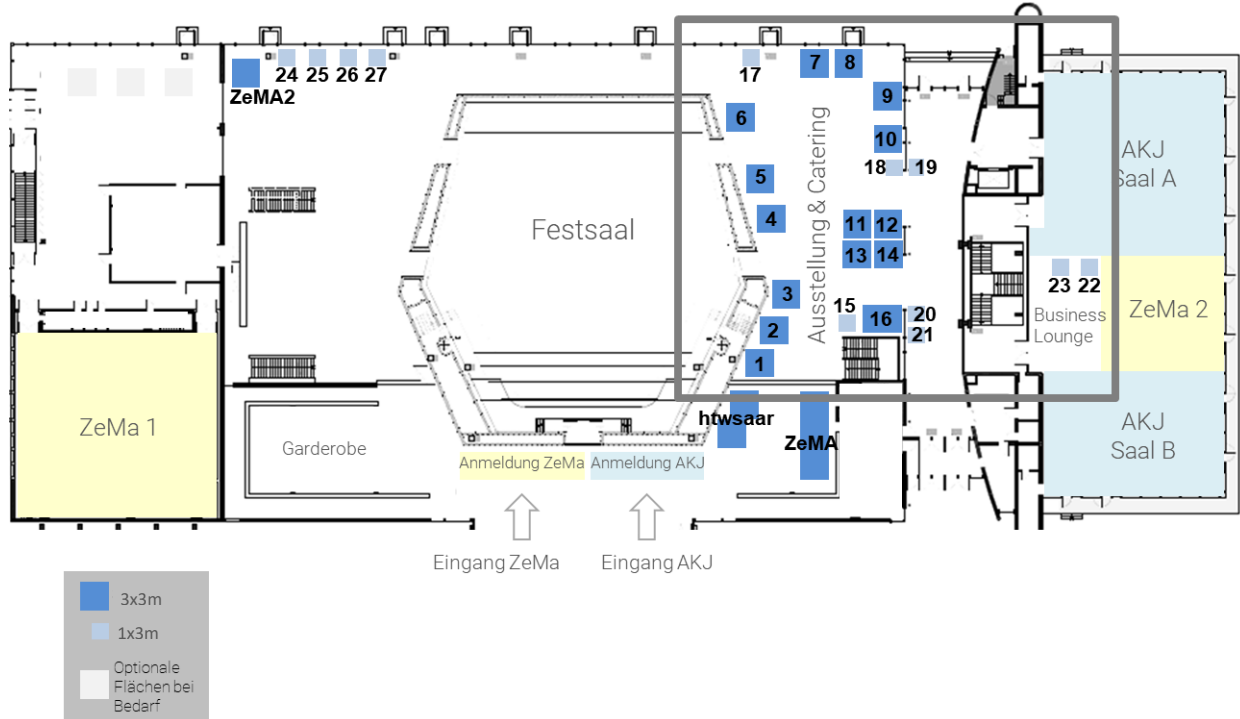 24 25 26 27
ZeMA2
17
7 8
9
6
10
AKJ
Saal A
18 19
5
4
Festsaal
Ausstellung & Catering
11 12
13 14
23 22
3
15
16
20
21
Business
Lounge
ZeMa 2
2
1
ZeMa 1
Garderobe
htwsaar
ZeMA
AKJ
Saal B
Anmeldung ZeMa
Anmeldung AKJ
Eingang ZeMa
Eingang AKJ
3x3m
1x3m
Optionale
Flächen bei
Bedarf